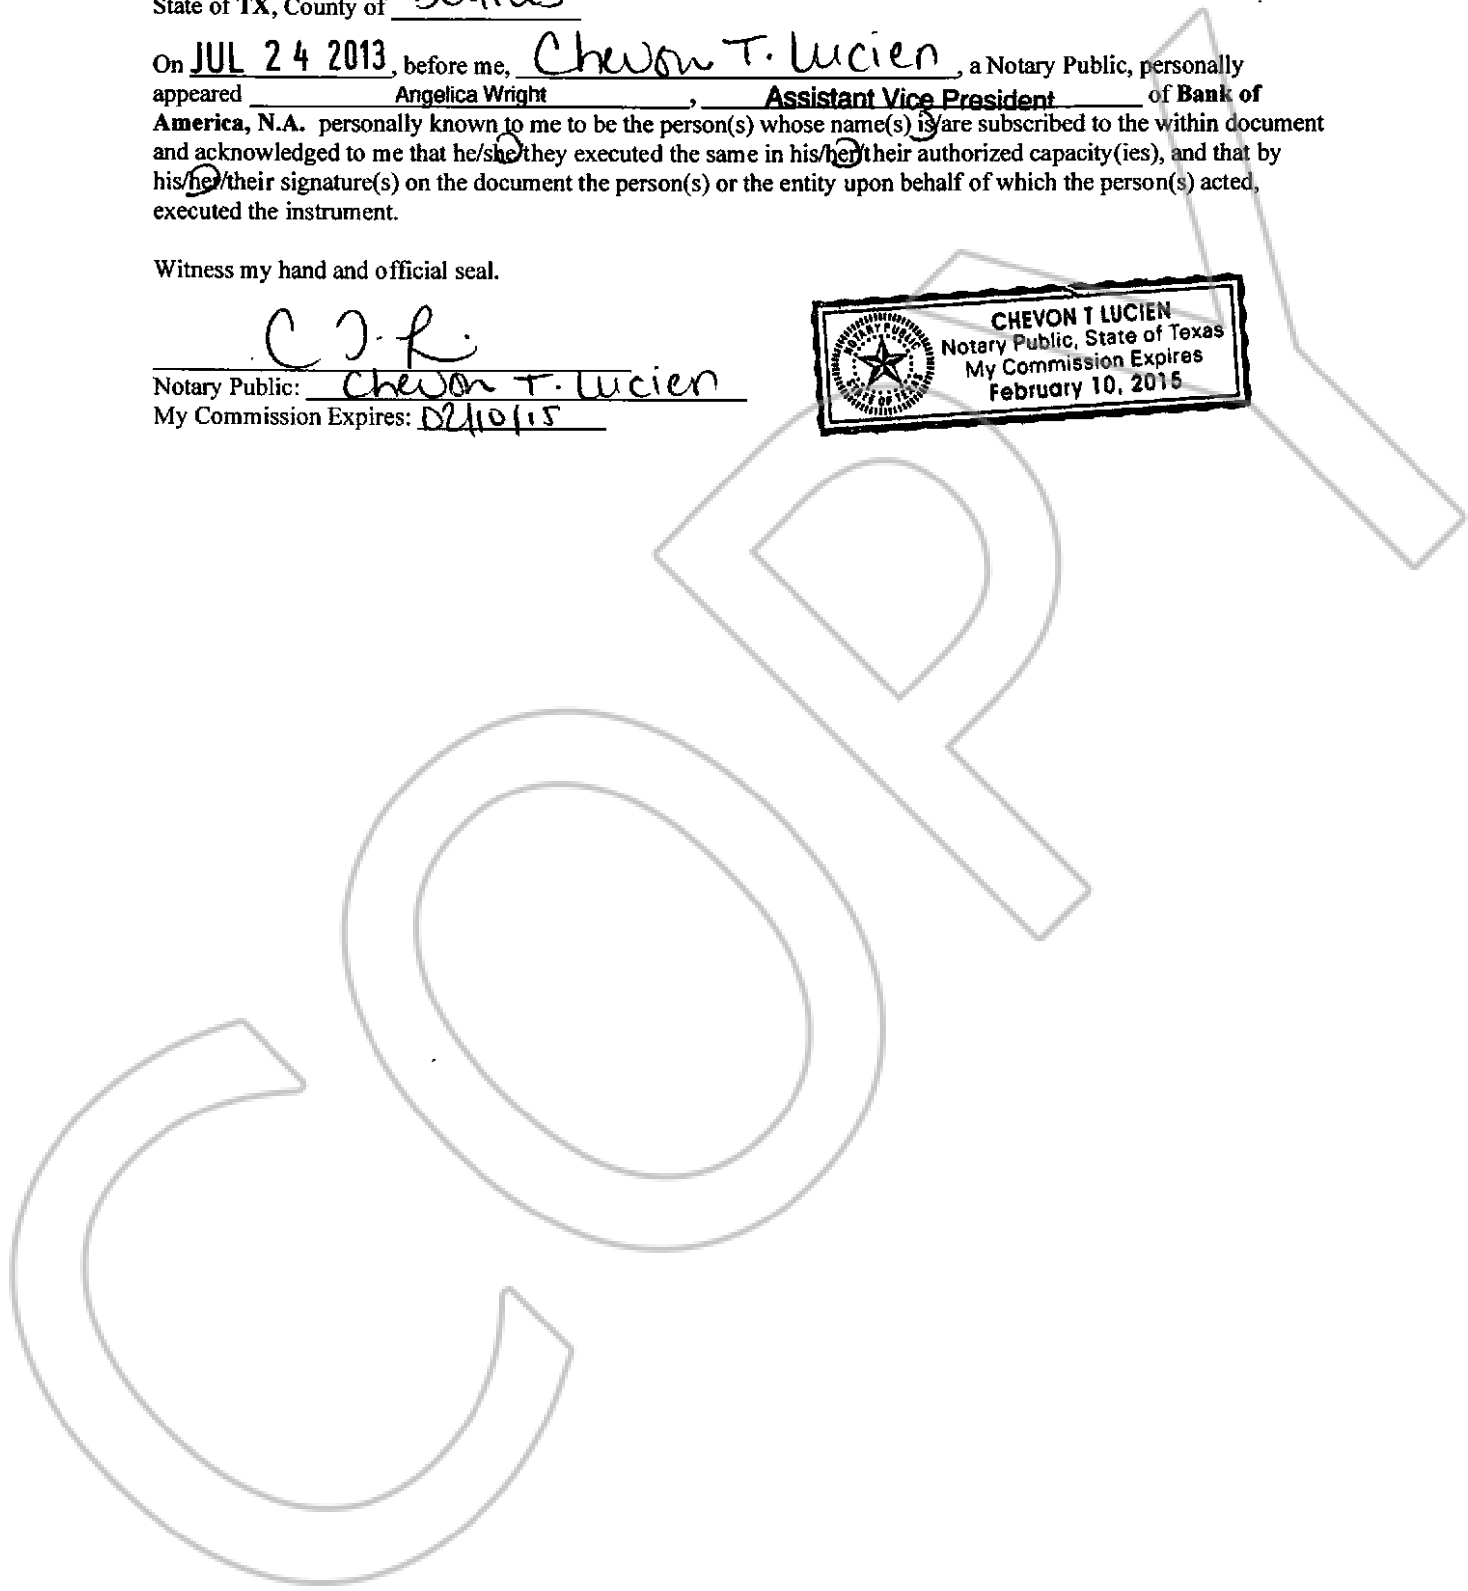 State of TX, County of
On JUL 24 2013, before me, Chevon T. Lucien, a Notary Public, personally
appeared Angelica Wright, Assistant Vice President of Bank of
America, N.A. personally known to me to be the person(s) whose name(s) is/are subscribed to the within document
and acknowledged to me that he/she/they executed the same in his/her/their authorized capacity(ies), and that by
his/her/their signature(s) on the document the person(s) or the entity upon behalf of which the person(s) acted,
executed the instrument.
Witness my hand and official seal.
Notary Public: Chevon T. Lucien
My Commission Expires: 02/10/15
CHEVON T LUCIEN
Notary Public, State of Texas
My Commission Expires
February 10, 2015
NOTARY PUBLIC
STATE OF TEXAS
COPY